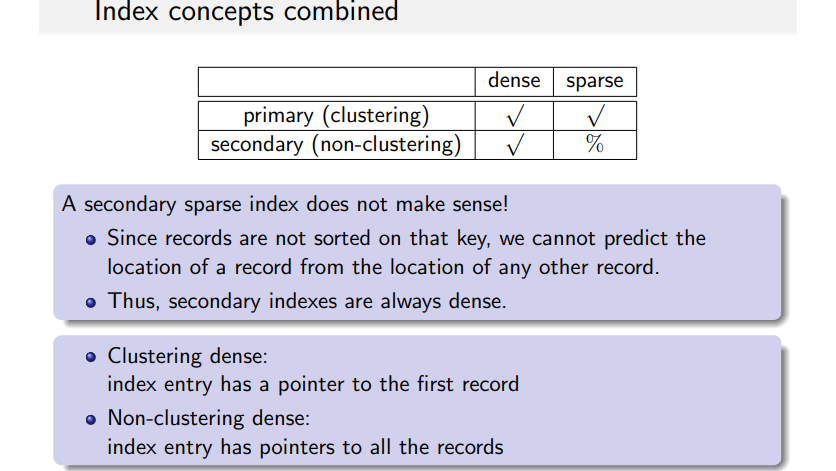 Index concepts combined
dense sparse
primary (clustering) √ √
secondary (non-clustering) √ %
A secondary sparse index does not make sense!
Since records are not sorted on that key, we cannot predict the
location of a record from the location of any other record.
Thus, secondary indexes are always dense.
Clustering dense:
index entry has a pointer to the first record
Non-clustering dense:
index entry has pointers to all the records